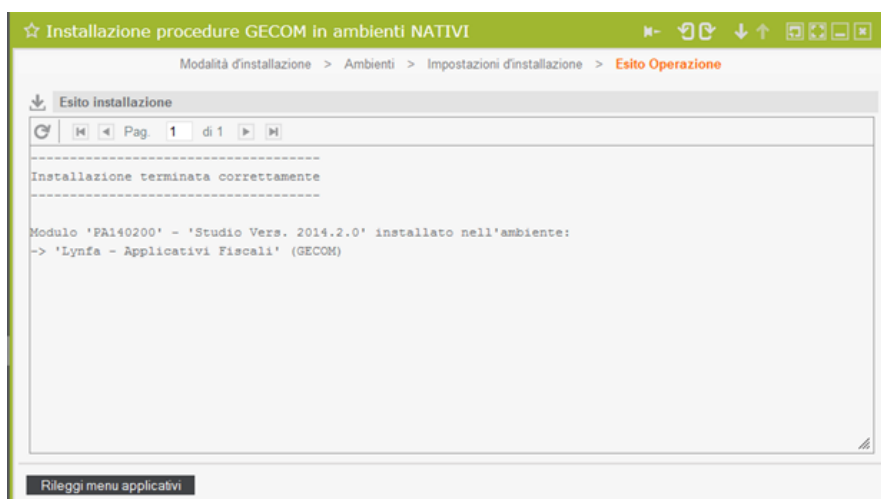 Installazione procedure GECOM in ambienti NATIVI
Modalità d'installazione > Ambienti > Impostazioni d'installazione > Esito Operazione
Esito installazione
Pag. 1 di 1
--------------------------------------
Installazione terminata correttamente
--------------------------------------
Modulo 'PA140200' - 'Studio Vers. 2014.2.0' installato nell'ambiente:
-> 'Lynfa - Applicativi Fiscali' (GECOM)
Rileggi menu applicativi